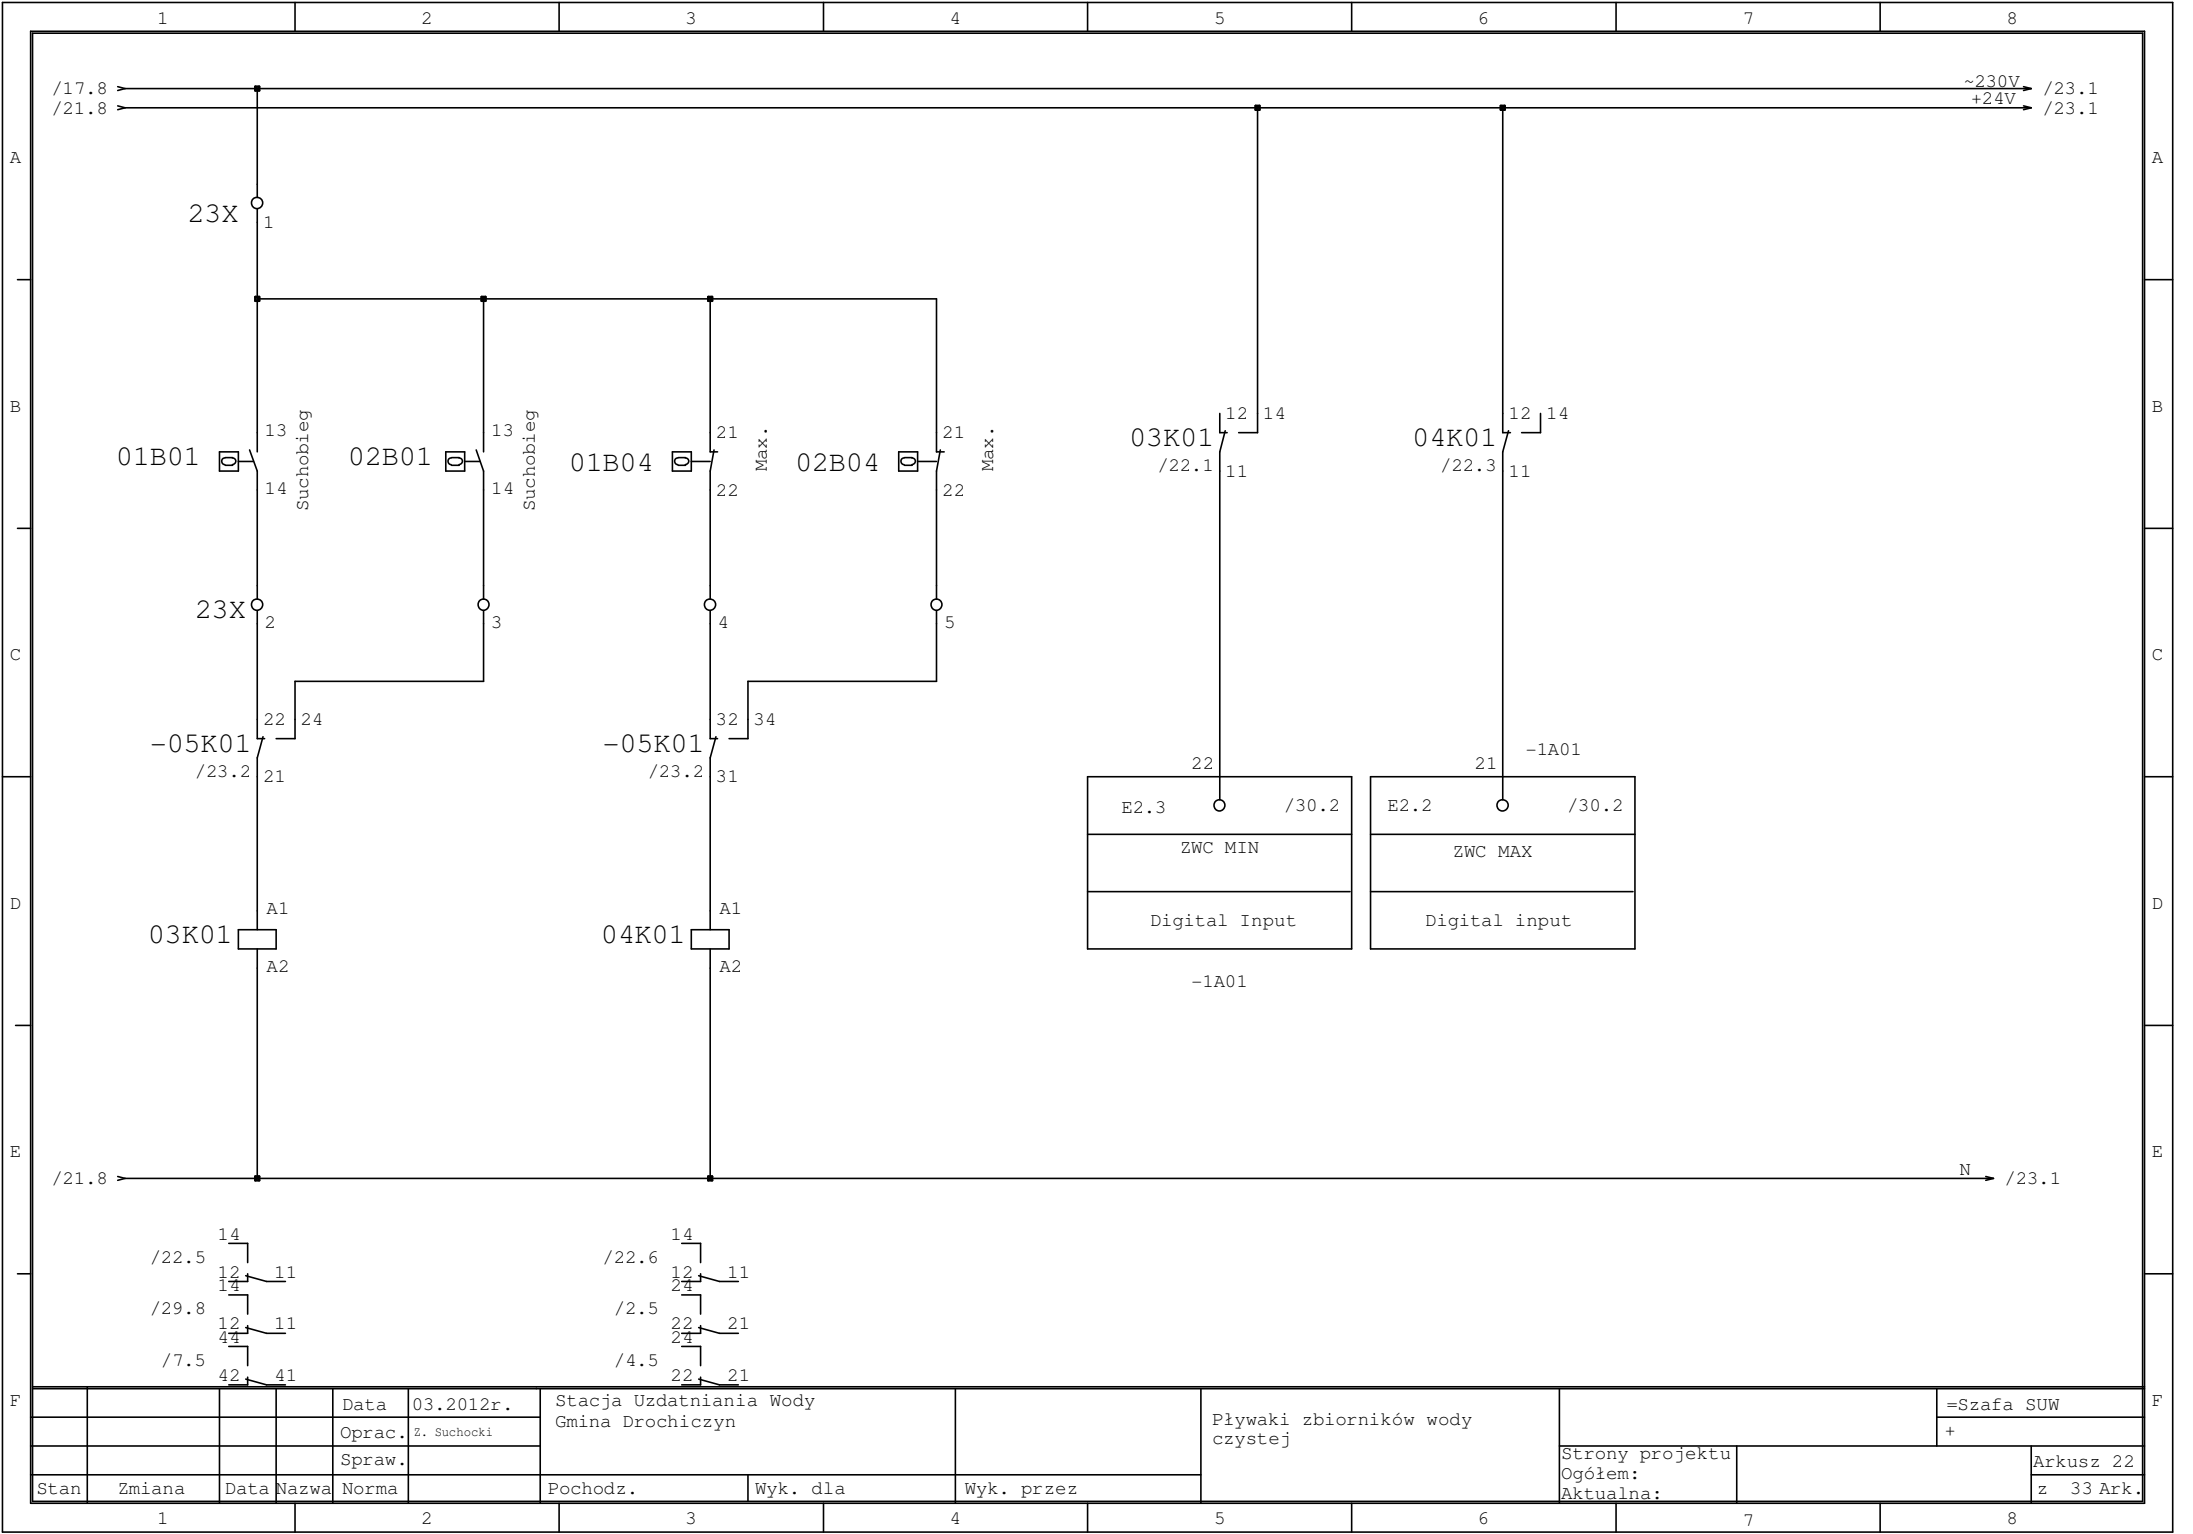 1 2 3 4 5 6 7 8
/17.8 ~230V /23.1
/21.8 +24V /23.1
A A
23X
1
B B
13 Suchobieg 13 Suchobieg 21 Max. 21 Max. 12 14 12 14
01B01 02B01 01B04 02B04 03K01 04K01
/22.1 11 /22.3 11
14 14 22 22
23X
2 3 4 5
C C
22 24 32 34
-05K01 -05K01
/23.2 21 /23.2 31
-1A01
22 21
E2.3 /30.2 E2.2 /30.2
ZWC MIN ZWC MAX
D D
A1 A1
Digital Input Digital input
03K01 04K01
A2 A2
-1A01
E E
/21.8 N /23.1
14 14
/22.5 /22.6
12 11 12 11
14 24
/29.8 /2.5
12 11 22 21
44 24
/7.5 /4.5
42 41 22 21
F F
Data 03.2012r.
Oprac. Z. Suchocki
Spraw.
Stan Zmiana Data Nazwa Norma
Stacja Uzdatniania Wody
Gmina Drochiczyn
Pochodz. Wyk. dla Wyk. przez
Pływaki zbiorników wody
czystej
Strony projektu
Ogółem:
Aktualna:
=Szafa SUW
+
Arkusz 22
z 33 Ark.
1 2 3 4 5 6 7 8